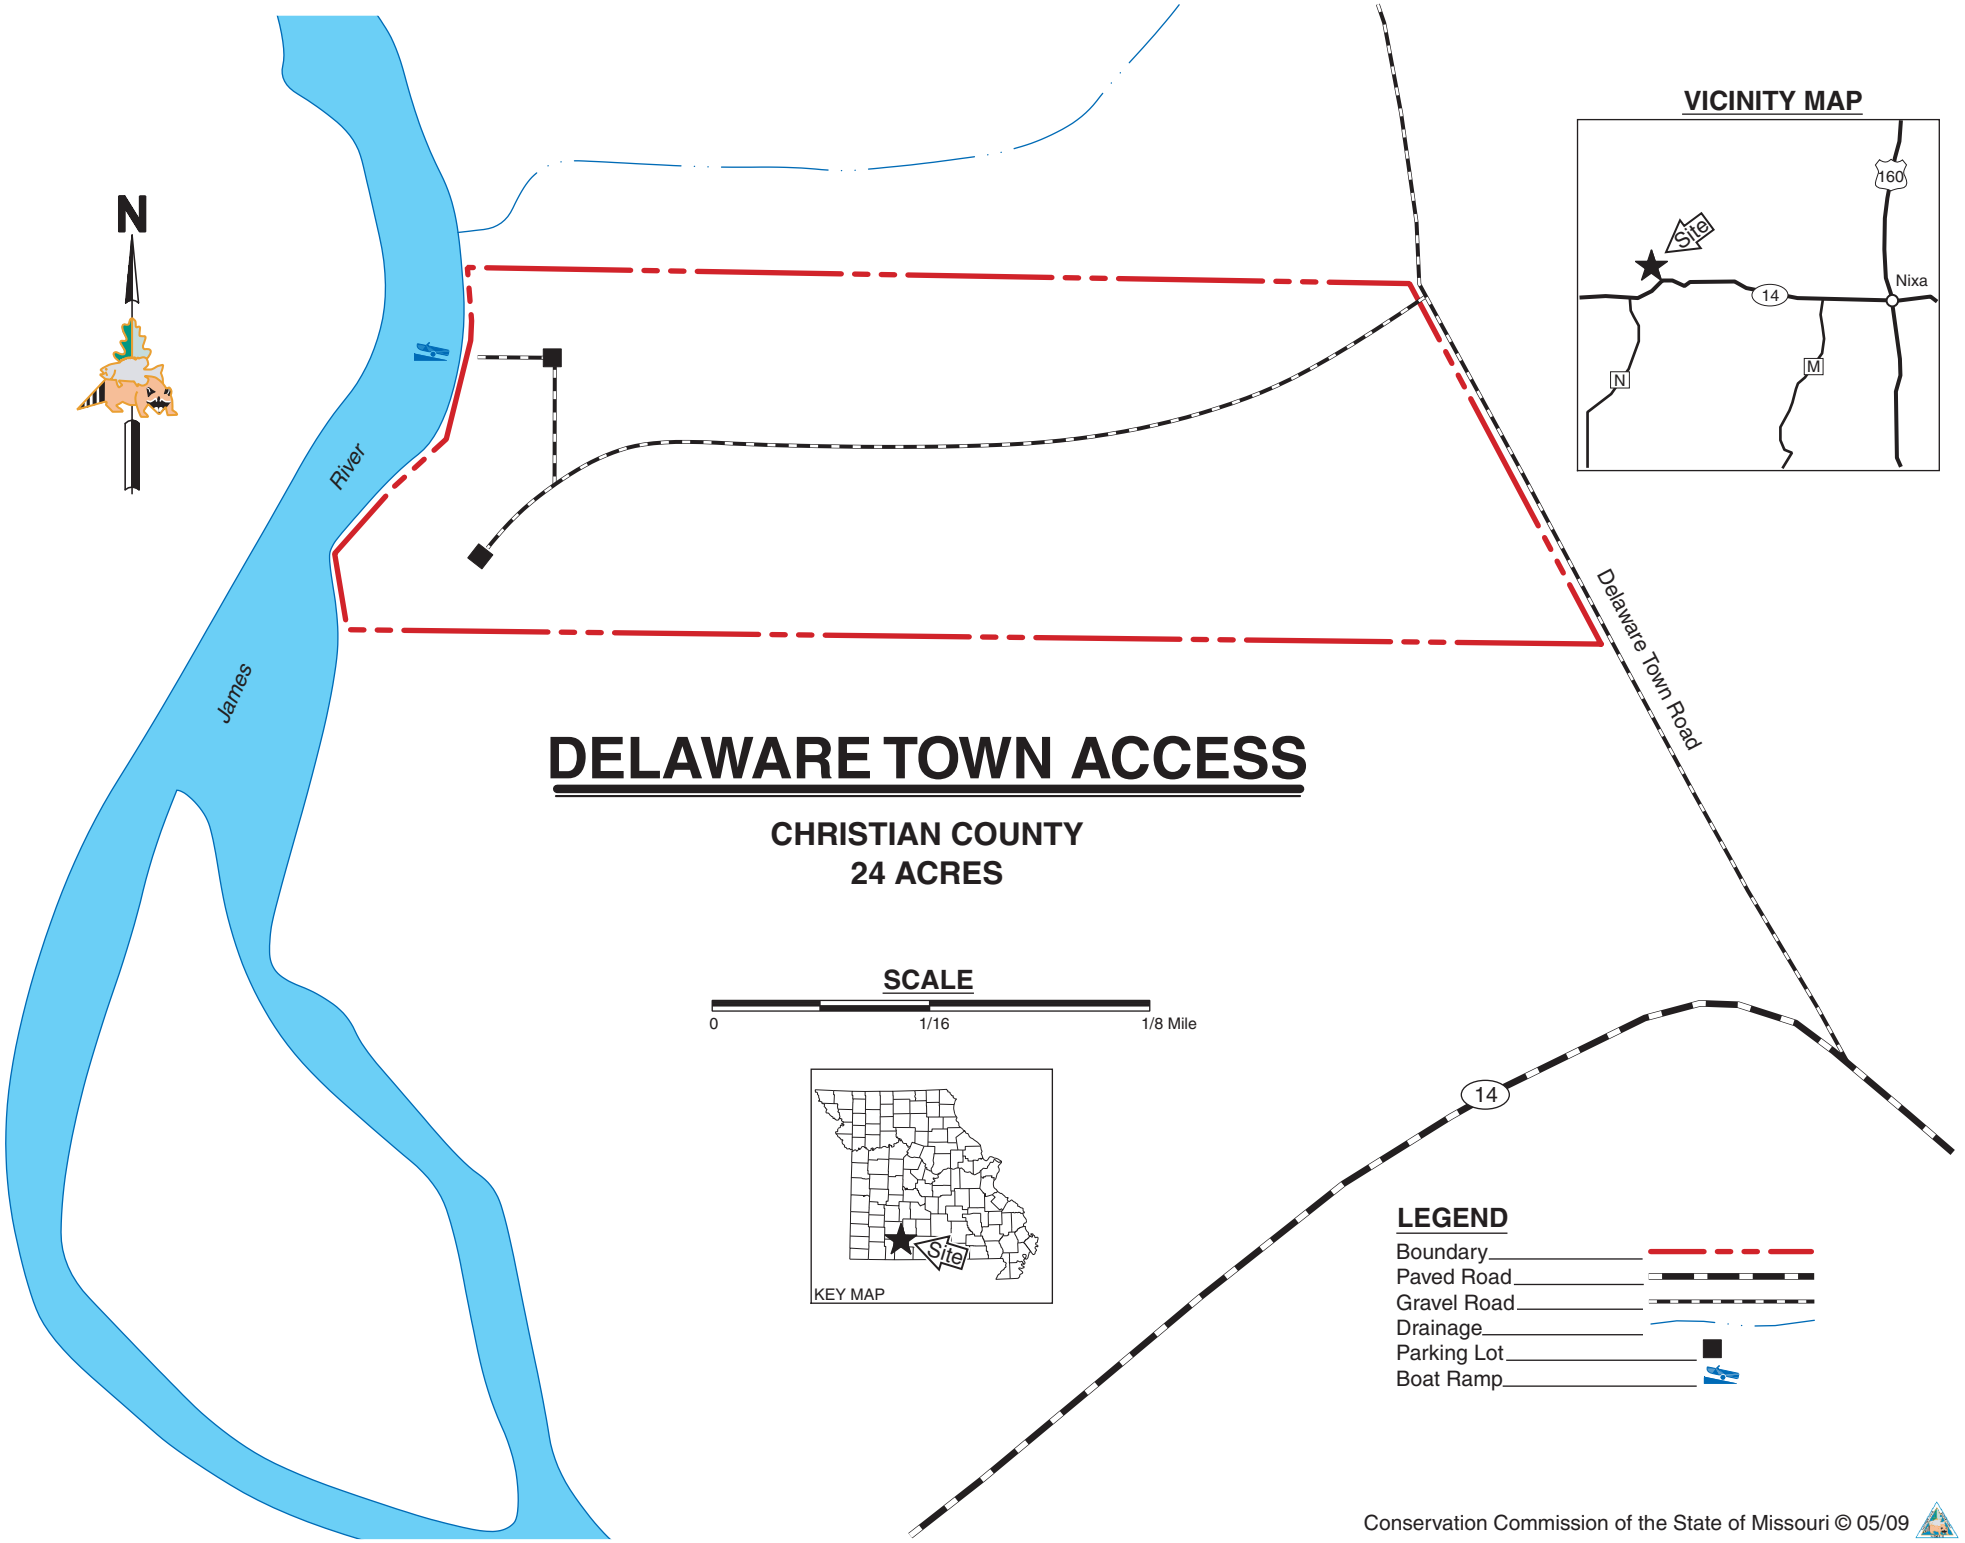 VICINITY MAP
160
Site
Nixa
14
N
M
N
River
James
Delaware Town Road
DELAWARE TOWN ACCESS
CHRISTIAN COUNTY
24 ACRES
SCALE
0 1/16 1/8 Mile
Site
KEY MAP
14
LEGEND
Boundary
Paved Road
Gravel Road
Drainage
Parking Lot
Boat Ramp
Conservation Commission of the State of Missouri © 05/09